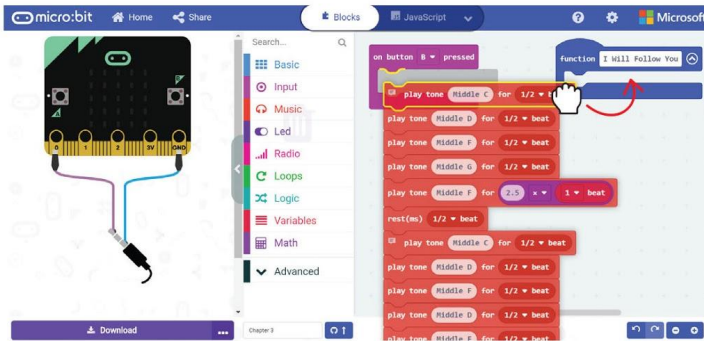 micro:bit Home Share Blocks JavaScript ? Microsoft
Search...
Basic
Input
Music
Led
Radio
Loops
Logic
Variables
Math
Advanced
0 1 2 3V GND
A
B
Download ...
Chapter 3
on button B pressed
play tone Middle C for 1/2
play tone Middle D for 1/2 beat
play tone Middle F for 1/2 beat
play tone Middle G for 1/2 beat
play tone Middle F for 2.5 × 1 beat
rest(ms) 1/2 beat
play tone Middle C for 1/2 beat
play tone Middle D for 1/2 beat
play tone Middle F for 1/2 beat
play tone Middle D for 1/2 beat
play tone Middle F for 1/2 beat
function I Will Follow You